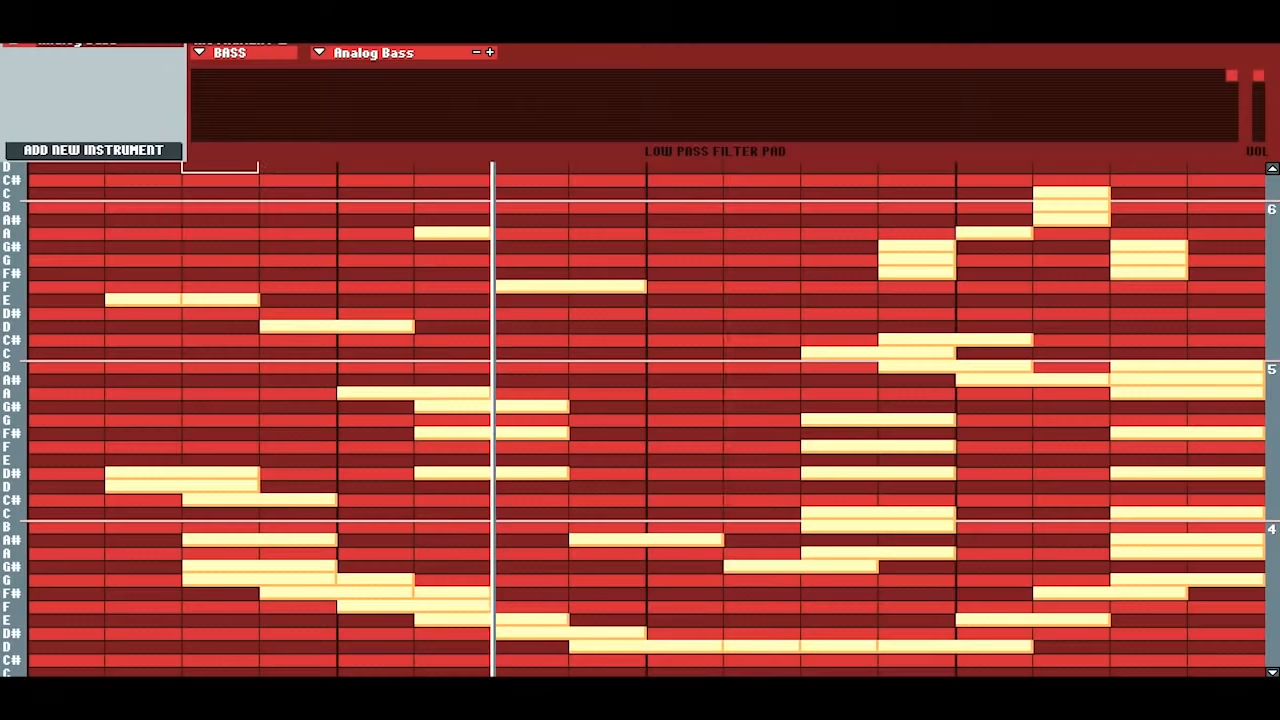 BASS
Analog Bass
- +
ADD NEW INSTRUMENT
LOW PASS FILTER PAD
VOL
D
C#
C
B
6
A#
A
G#
G
F#
F
E
D#
D
C#
C
B
5
A#
A
G#
G
F#
F
E
D#
D
C#
C
B
4
A#
A
G#
G
F#
F
E
D#
D
C#
C